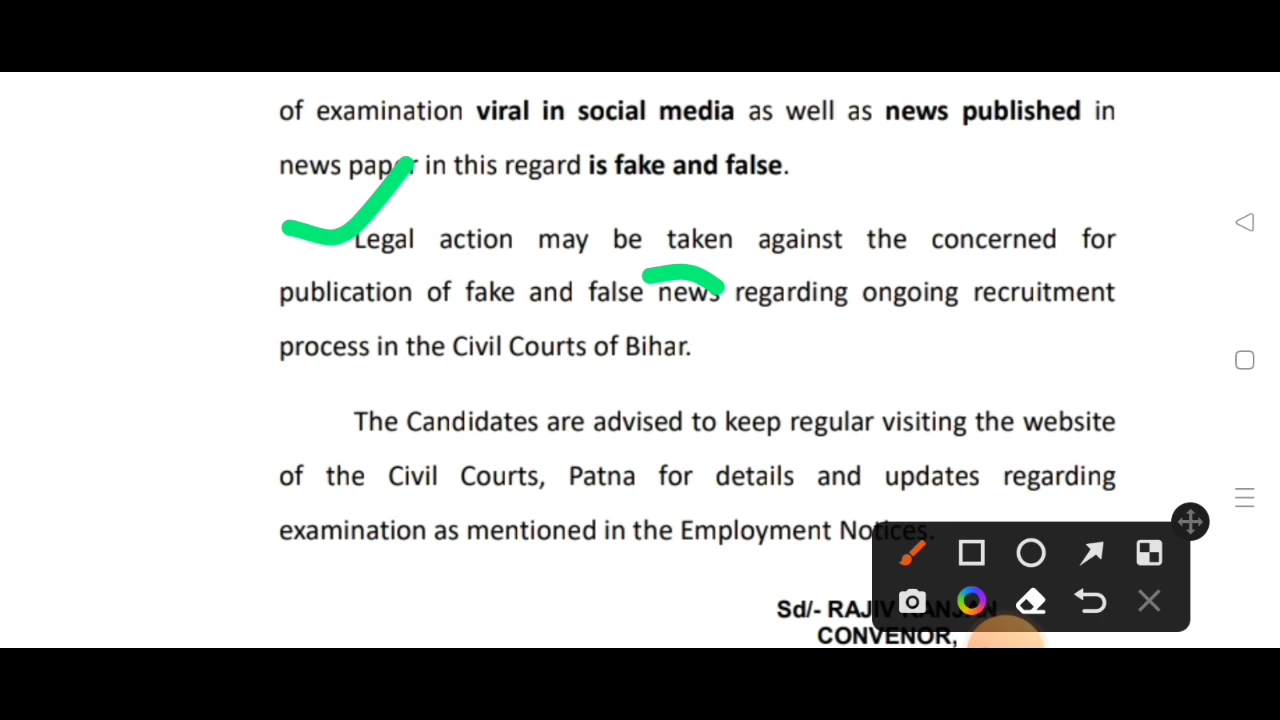 of examination viral in social media as well as news published in
news paper in this regard is fake and false.
Legal action may be taken against the concerned for
publication of fake and false news regarding ongoing recruitment
process in the Civil Courts of Bihar.
The Candidates are advised to keep regular visiting the website
of the Civil Courts, Patna for details and updates regarding
examination as mentioned in the Employment Notices.
Sd/- RAJIV RANJAN
CONVENOR,